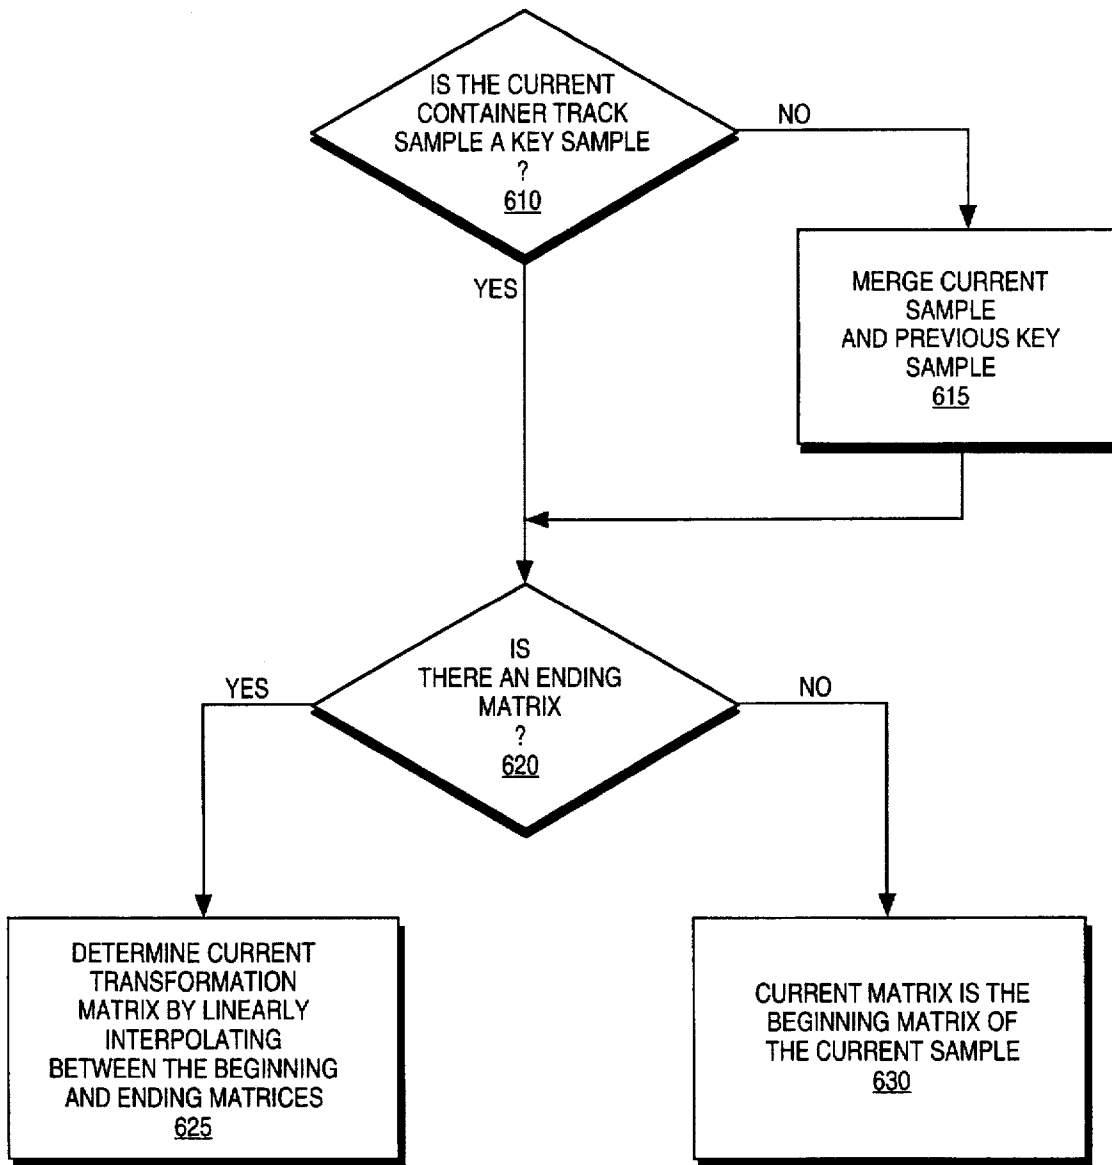 IS THE CURRENT
CONTAINER TRACK
SAMPLE A KEY SAMPLE
?
610
NO
YES
MERGE CURRENT
SAMPLE
AND PREVIOUS KEY
SAMPLE
615
IS
THERE AN ENDING
MATRIX
?
620
YES
NO
DETERMINE CURRENT
TRANSFORMATION
MATRIX BY LINEARLY
INTERPOLATING
BETWEEN THE BEGINNING
AND ENDING MATRICES
625
CURRENT MATRIX IS THE
BEGINNING MATRIX OF
THE CURRENT SAMPLE
630